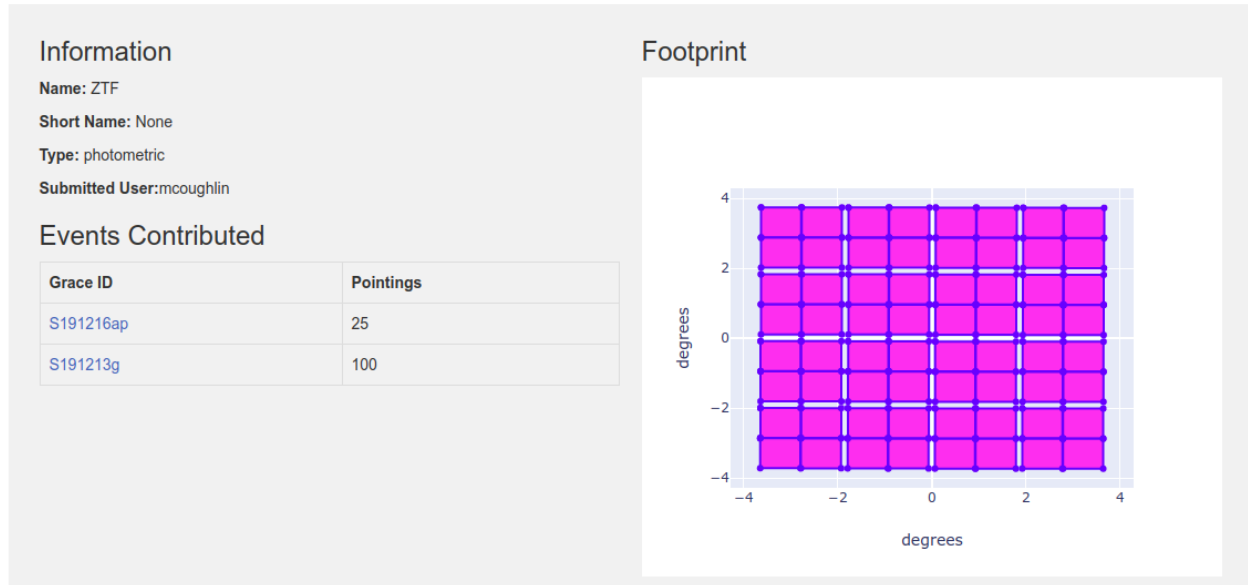 Information
Name: ZTF
Short Name: None
Type: photometric
Submitted User:mcoughlin
Events Contributed
Grace ID Pointings
S191216ap 25
S191213g 100
Footprint
4
2
0
−2
−4
degrees
−4 −2 0 2 4
degrees